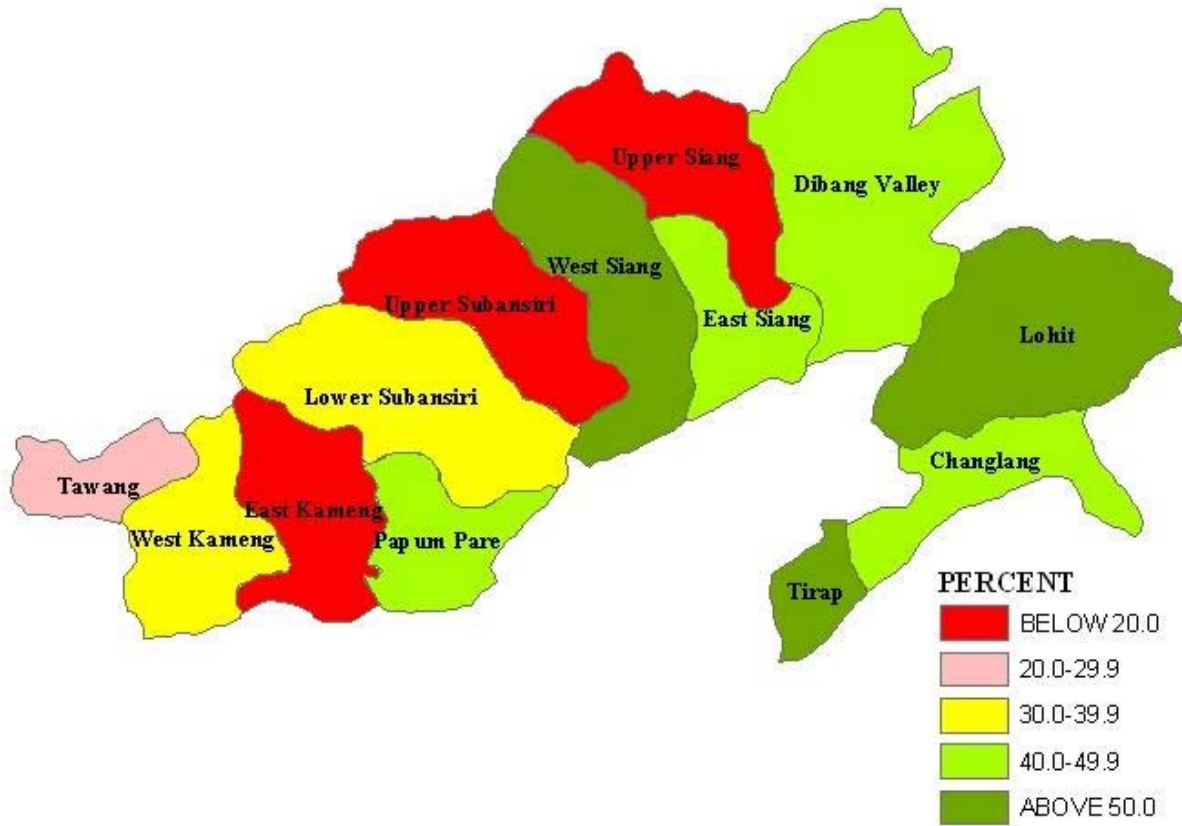 Upper Siang
Dibang Valley
West Siang
Upper Subansiri
East Siang
Lohit
Lower Subansiri
Changlang
Tawang
East Kameng
West Kameng
Papum Pare
Tirap
PERCENT
BELOW 20.0
20.0-29.9
30.0-39.9
40.0-49.9
ABOVE 50.0